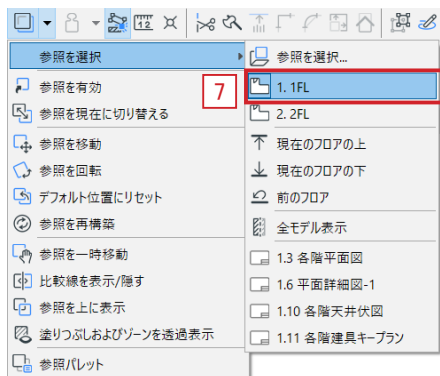 12
参照を選択
参照を有効
参照を現在に切り替える
参照を移動
参照を回転
デフォルト位置にリセット
参照を再構築
参照を一時移動
比較線を表示/隠す
参照を上に表示
塗りつぶしおよびゾーンを透過表示
参照パレット
7
参照を選択...
1. 1FL
2. 2FL
現在のフロアの上
現在のフロアの下
前のフロア
全モデル表示
1.3 各階平面図
1.6 平面詳細図-1
1.10 各階天井伏図
1.11 各階建具キープラン